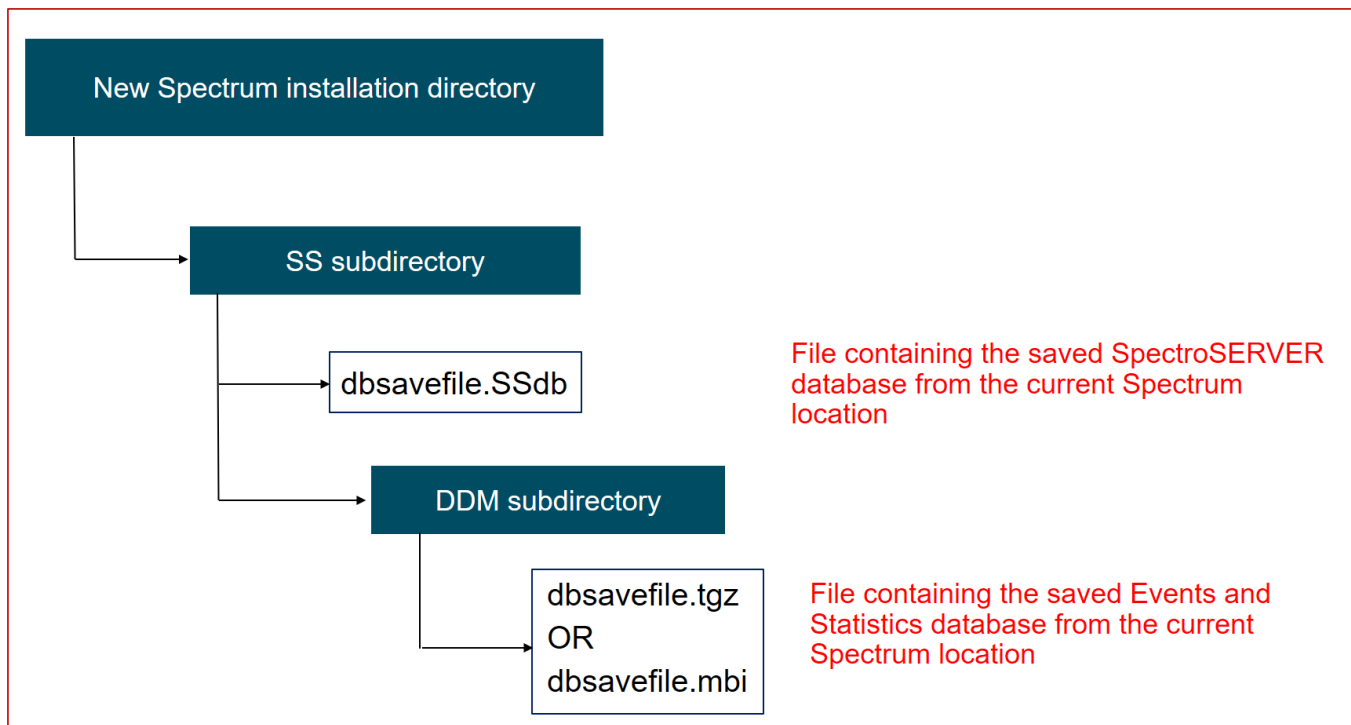 New Spectrum installation directory
SS subdirectory
dbsavefile.SSdb
File containing the saved SpectroSERVER
database from the current Spectrum
location
DDM subdirectory
dbsavefile.tgz
OR
dbsavefile.mbi
File containing the saved Events and
Statistics database from the current
Spectrum location